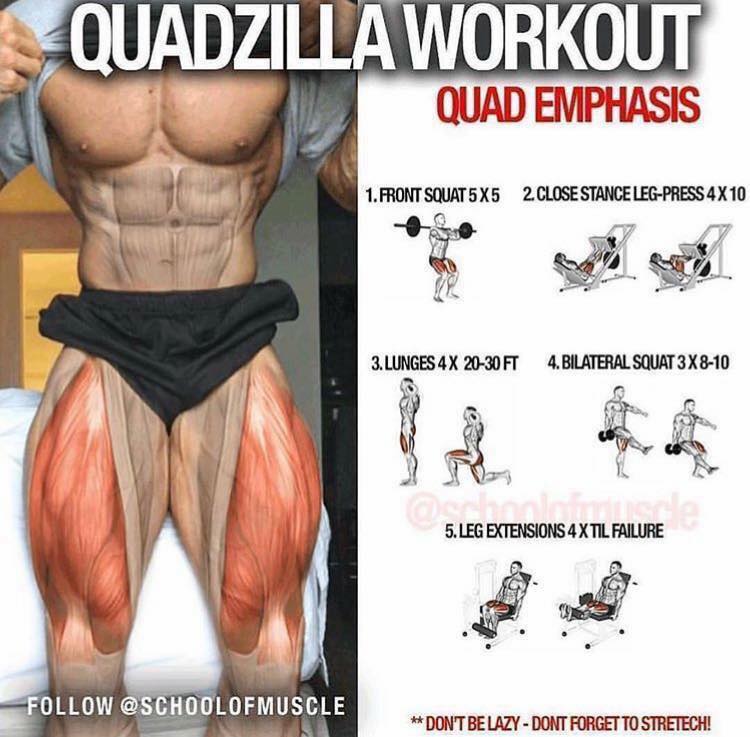 QUADZILLA WORKOUT
QUAD EMPHASIS
1. FRONT SQUAT 5 X 5
2. CLOSE STANCE LEG-PRESS 4 X 10
3. LUNGES 4 X 20-30 FT
4. BILATERAL SQUAT 3 X 8-10
@schoolofmuscle
5. LEG EXTENSIONS 4 X TIL FAILURE
FOLLOW @SCHOOLOFMUSCLE
** DON'T BE LAZY - DONT FORGET TO STRETECH!